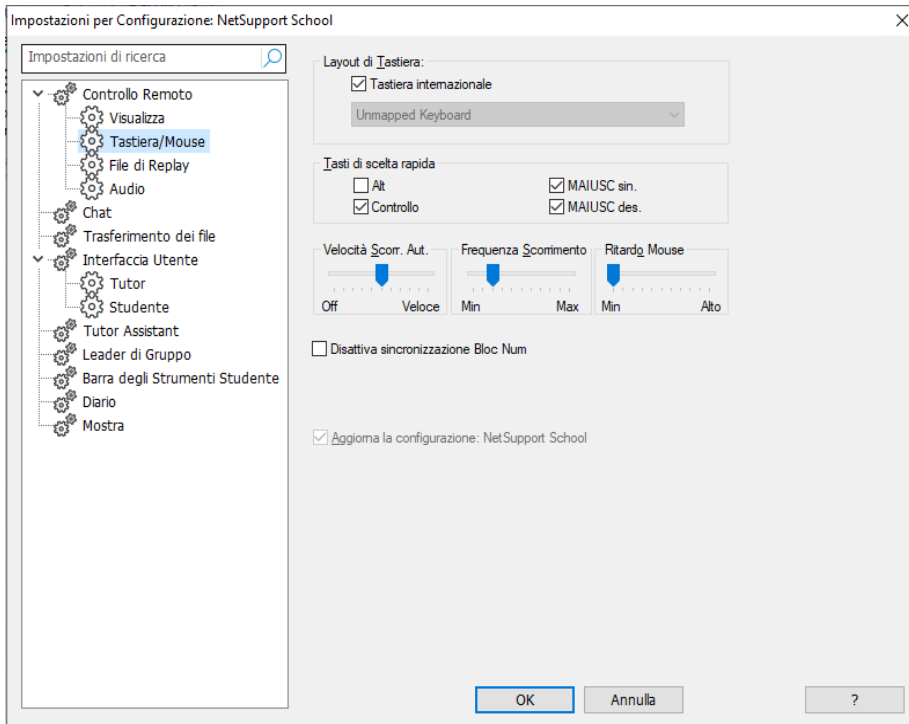 Impostazioni per Configurazione: NetSupport School
Impostazioni di ricerca
Controllo Remoto
Visualizza
Tastiera/Mouse
File di Replay
Audio
Chat
Trasferimento dei file
Interfaccia Utente
Tutor
Studente
Tutor Assistant
Leader di Gruppo
Barra degli Strumenti Studente
Diario
Mostra
Layout di Tastiera:
Tastiera internazionale
Unmapped Keyboard
Tasti di scelta rapida
Alt
MAIUSC sin.
Controllo
MAIUSC des.
Velocità Scorr. Aut.
Off Veloce
Frequenza Scorrimento
Min Max
Ritardo Mouse
Min Alto
Disattiva sincronizzazione Bloc Num
Aggiorna la configurazione: NetSupport School
OK
Annulla
?